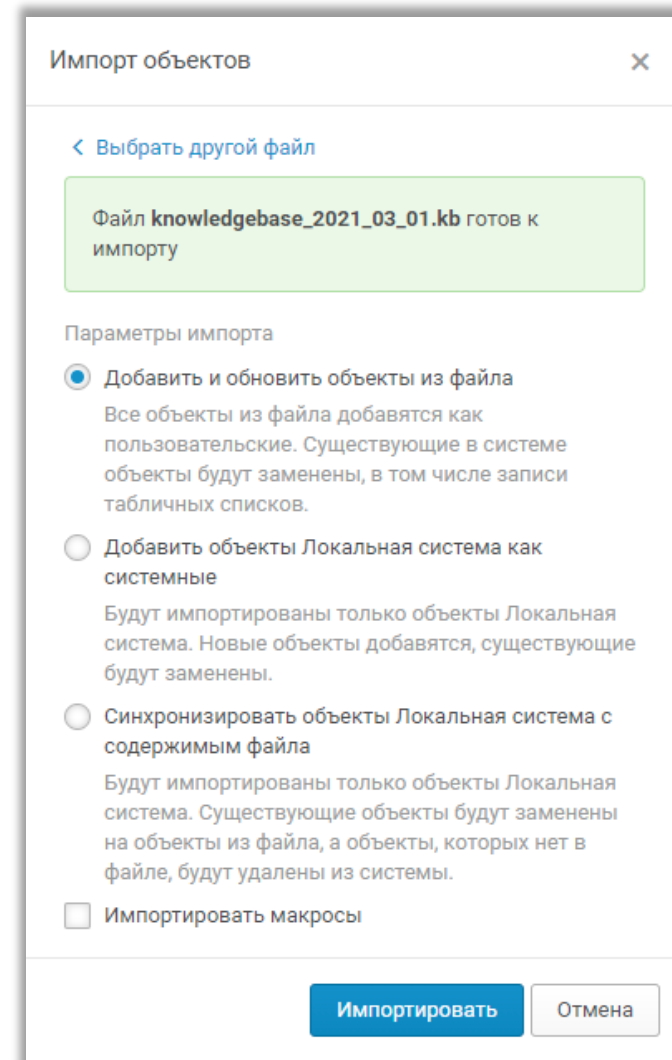 Импорт объектов
Выбрать другой файл
Файл knowledgebase_2021_03_01.kb готов к
импорту
Параметры импорта
Добавить и обновить объекты из файла
Все объекты из файла добавятся как
пользовательские. Существующие в системе
объекты будут заменены, в том числе записи
табличных списков.
Добавить объекты Локальная система как
системные
Будут импортированы только объекты Локальная
система. Новые объекты добавятся, существующие
будут заменены.
Синхронизировать объекты Локальная система с
содержимым файла
Будут импортированы только объекты Локальная
система. Существующие объекты будут заменены
на объекты из файла, а объекты, которых нет в
файле, будут удалены из системы.
Импортировать макросы
Импортировать Отмена